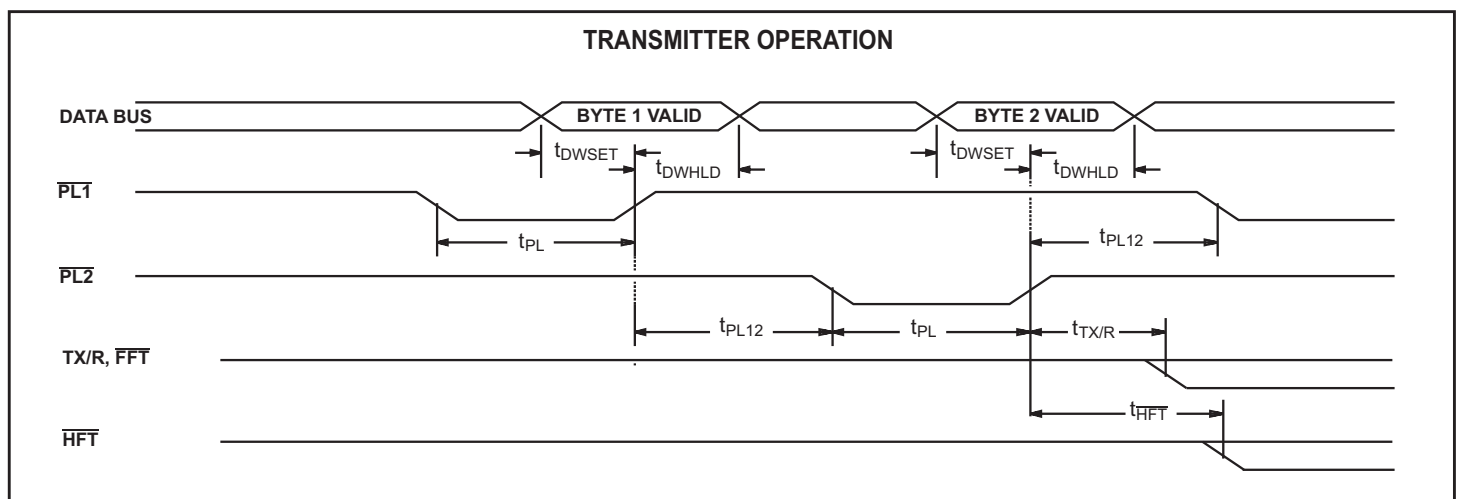 TRANSMITTER OPERATION
DATA BUS
BYTE 1 VALID
BYTE 2 VALID
tDWSET
tDWHLD
tDWSET
tDWHLD
PL1
tPL
tPL12
PL2
tPL12
tPL
tTX/R
TX/R, FFT
tHFT
HFT